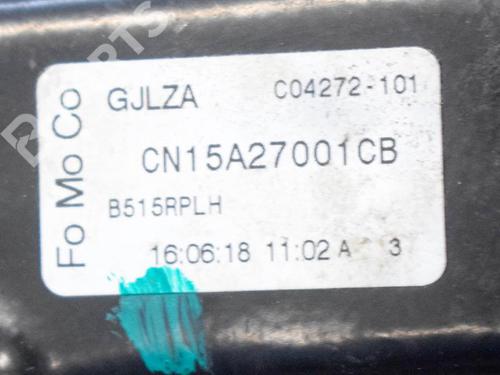 Fo Mo Co
GJLZA C04272-101
CN15A27001CB
B515RPLH
16:06:18 11:02 A 3